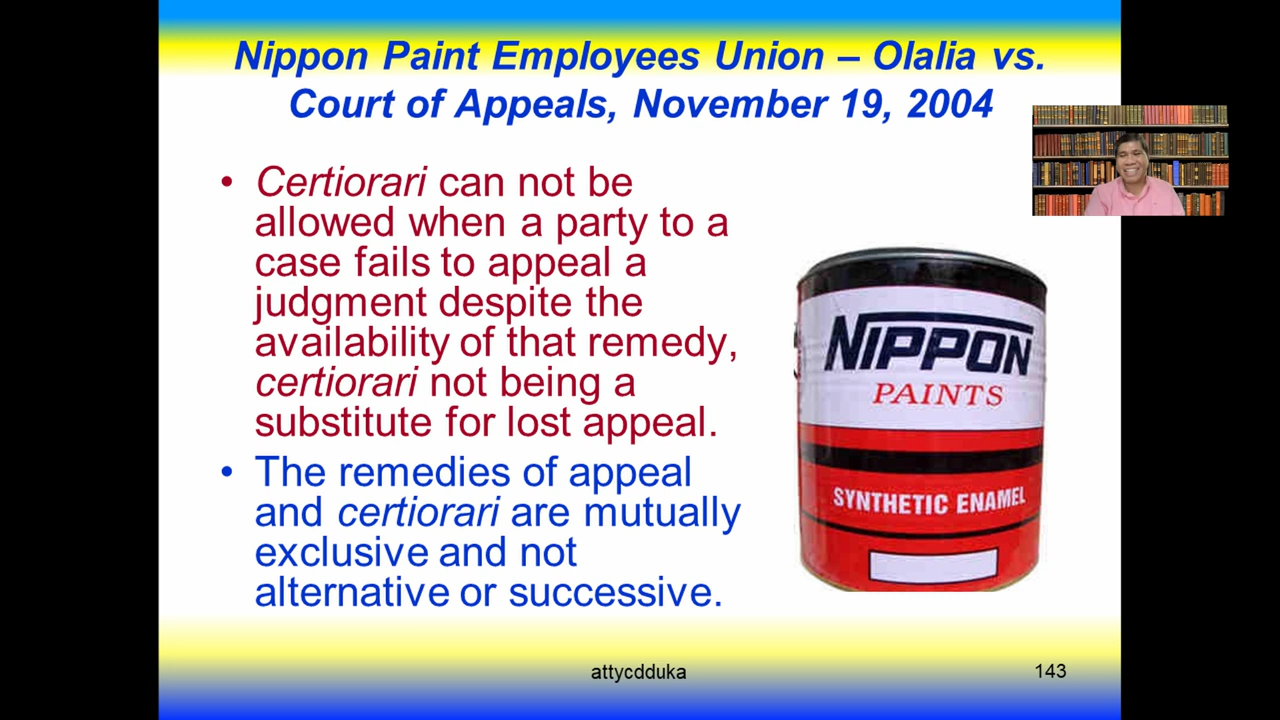 Nippon Paint Employees Union – Olalia vs.
Court of Appeals, November 19, 2004
• Certiorari can not be
allowed when a party to a
case fails to appeal a
judgment despite the
availability of that remedy,
certiorari not being a
substitute for lost appeal.
• The remedies of appeal
and certiorari are mutually
exclusive and not
alternative or successive.
NIPPON
PAINTS
SYNTHETIC ENAMEL
attycdduka
143